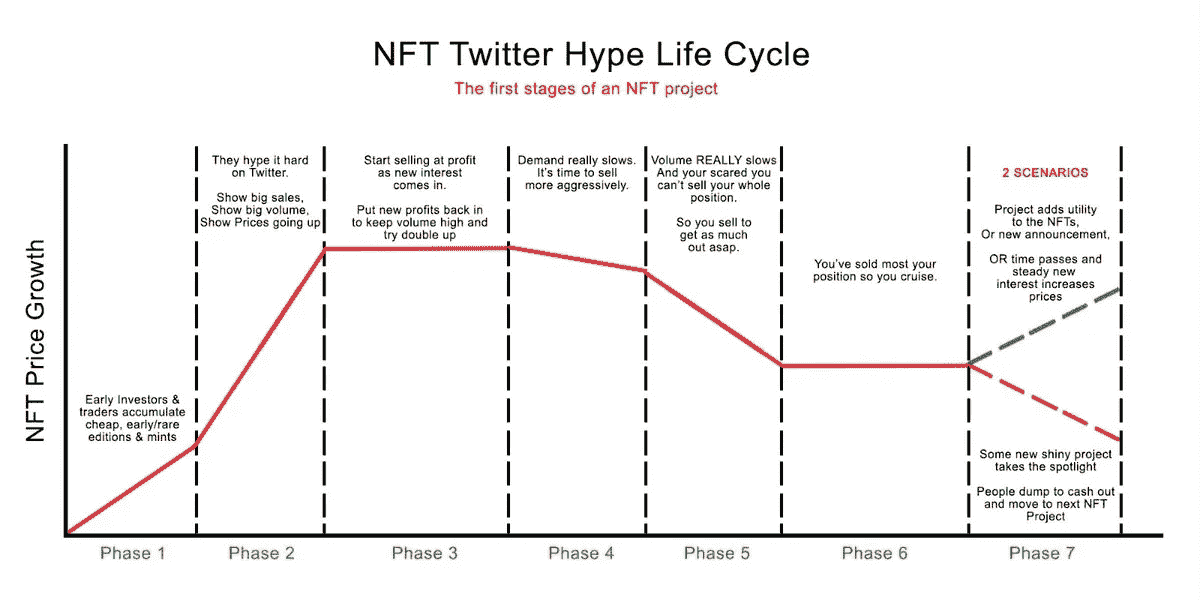 NFT Twitter Hype Life Cycle
The first stages of an NFT project
NFT Price Growth
Early Investors &
traders accumulate
cheap, early/rare
editions & mints
They hype it hard
on Twitter.
Show big sales,
Show big volume,
Show Prices going up
Start selling at profit
as new interest
comes in.
Put new profits back in
to keep volume high and
try double up
Demand really slows.
It's time to sell
more aggressively.
Volume REALLY slows
And your scared you
can't sell your whole
position.
So you sell to
get as much
out asap.
You've sold most your
position so you cruise.
2 SCENARIOS
Project adds utility
to the NFTs,
Or new announcement,
OR time passes and
steady new
interest increases
prices
Some new shiny project
takes the spotlight
People dump to cash out
and move to next NFT
Project
Phase 1
Phase 2
Phase 3
Phase 4
Phase 5
Phase 6
Phase 7